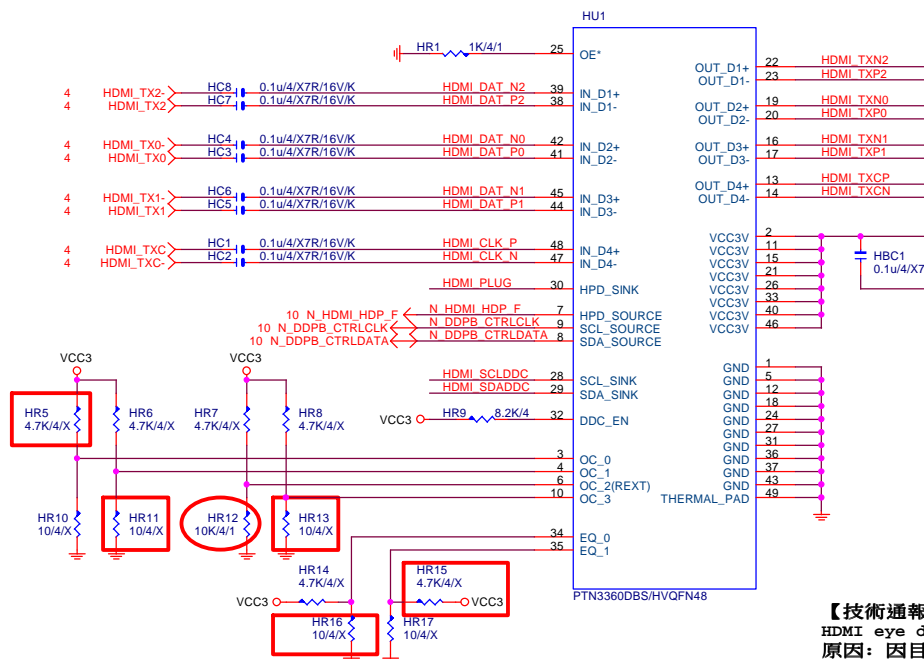 HU1
HR1 1K/4/1 25 OE*
OUT_D1+ 22 HDMI_TXN2
OUT_D1- 23 HDMI_TXP2
4 HDMI_TX2- HC8 0.1u/4/X7R/16V/K HDMI_DAT_N2 39 IN_D1+
4 HDMI_TX2 HC7 0.1u/4/X7R/16V/K HDMI_DAT_P2 38 IN_D1-
OUT_D2+ 19 HDMI_TXN0
OUT_D2- 20 HDMI_TXP0
4 HDMI_TX0- HC4 0.1u/4/X7R/16V/K HDMI_DAT_N0 42 IN_D2+
4 HDMI_TX0 HC3 0.1u/4/X7R/16V/K HDMI_DAT_P0 41 IN_D2-
OUT_D3+ 16 HDMI_TXN1
OUT_D3- 17 HDMI_TXP1
4 HDMI_TX1- HC6 0.1u/4/X7R/16V/K HDMI_DAT_N1 45 IN_D3+
4 HDMI_TX1 HC5 0.1u/4/X7R/16V/K HDMI_DAT_P1 44 IN_D3-
OUT_D4+ 13 HDMI_TXCP
OUT_D4- 14 HDMI_TXCN
4 HDMI_TXC HC1 0.1u/4/X7R/16V/K HDMI_CLK_P 48 IN_D4+
4 HDMI_TXC- HC2 0.1u/4/X7R/16V/K HDMI_CLK_N 47 IN_D4-
VCC3V 2
VCC3V 11
VCC3V 15
VCC3V 21
VCC3V 26
VCC3V 33
VCC3V 40
VCC3V 46
HBC1
0.1u/4/X7
HDMI_PLUG 30 HPD_SINK
10 N_HDMI_HDP_F N_HDMI_HDP_F 7 HPD_SOURCE
10 N_DDPB_CTRLCLK N_DDPB_CTRLCLK 9 SCL_SOURCE
10 N_DDPB_CTRLDATA N_DDPB_CTRLDATA 8 SDA_SOURCE
HDMI_SCLDDC 28 SCL_SINK
HDMI_SDADDC 29 SDA_SINK
VCC3 HR9 8.2K/4 32 DDC_EN
GND 1
GND 5
GND 12
GND 18
GND 24
GND 27
GND 31
GND 36
GND 37
GND 43
THERMAL_PAD 49
VCC3 VCC3
HR5 HR6 HR7 HR8
4.7K/4/X 4.7K/4/X 4.7K/4/X 4.7K/4/X
3 OC_0
4 OC_1
6 OC_2(REXT)
10 OC_3
HR10 HR11 HR12 HR13
10/4/X 10/4/X 10K/4/1 10/4/X
34 EQ_0
35 EQ_1
HR14 HR15
4.7K/4/X 4.7K/4/X
VCC3 VCC3
HR16 HR17
10/4/X 10/4/X
PTN3360DBS/HVQFN48
【技術通報
HDMI eye d
原因：因目